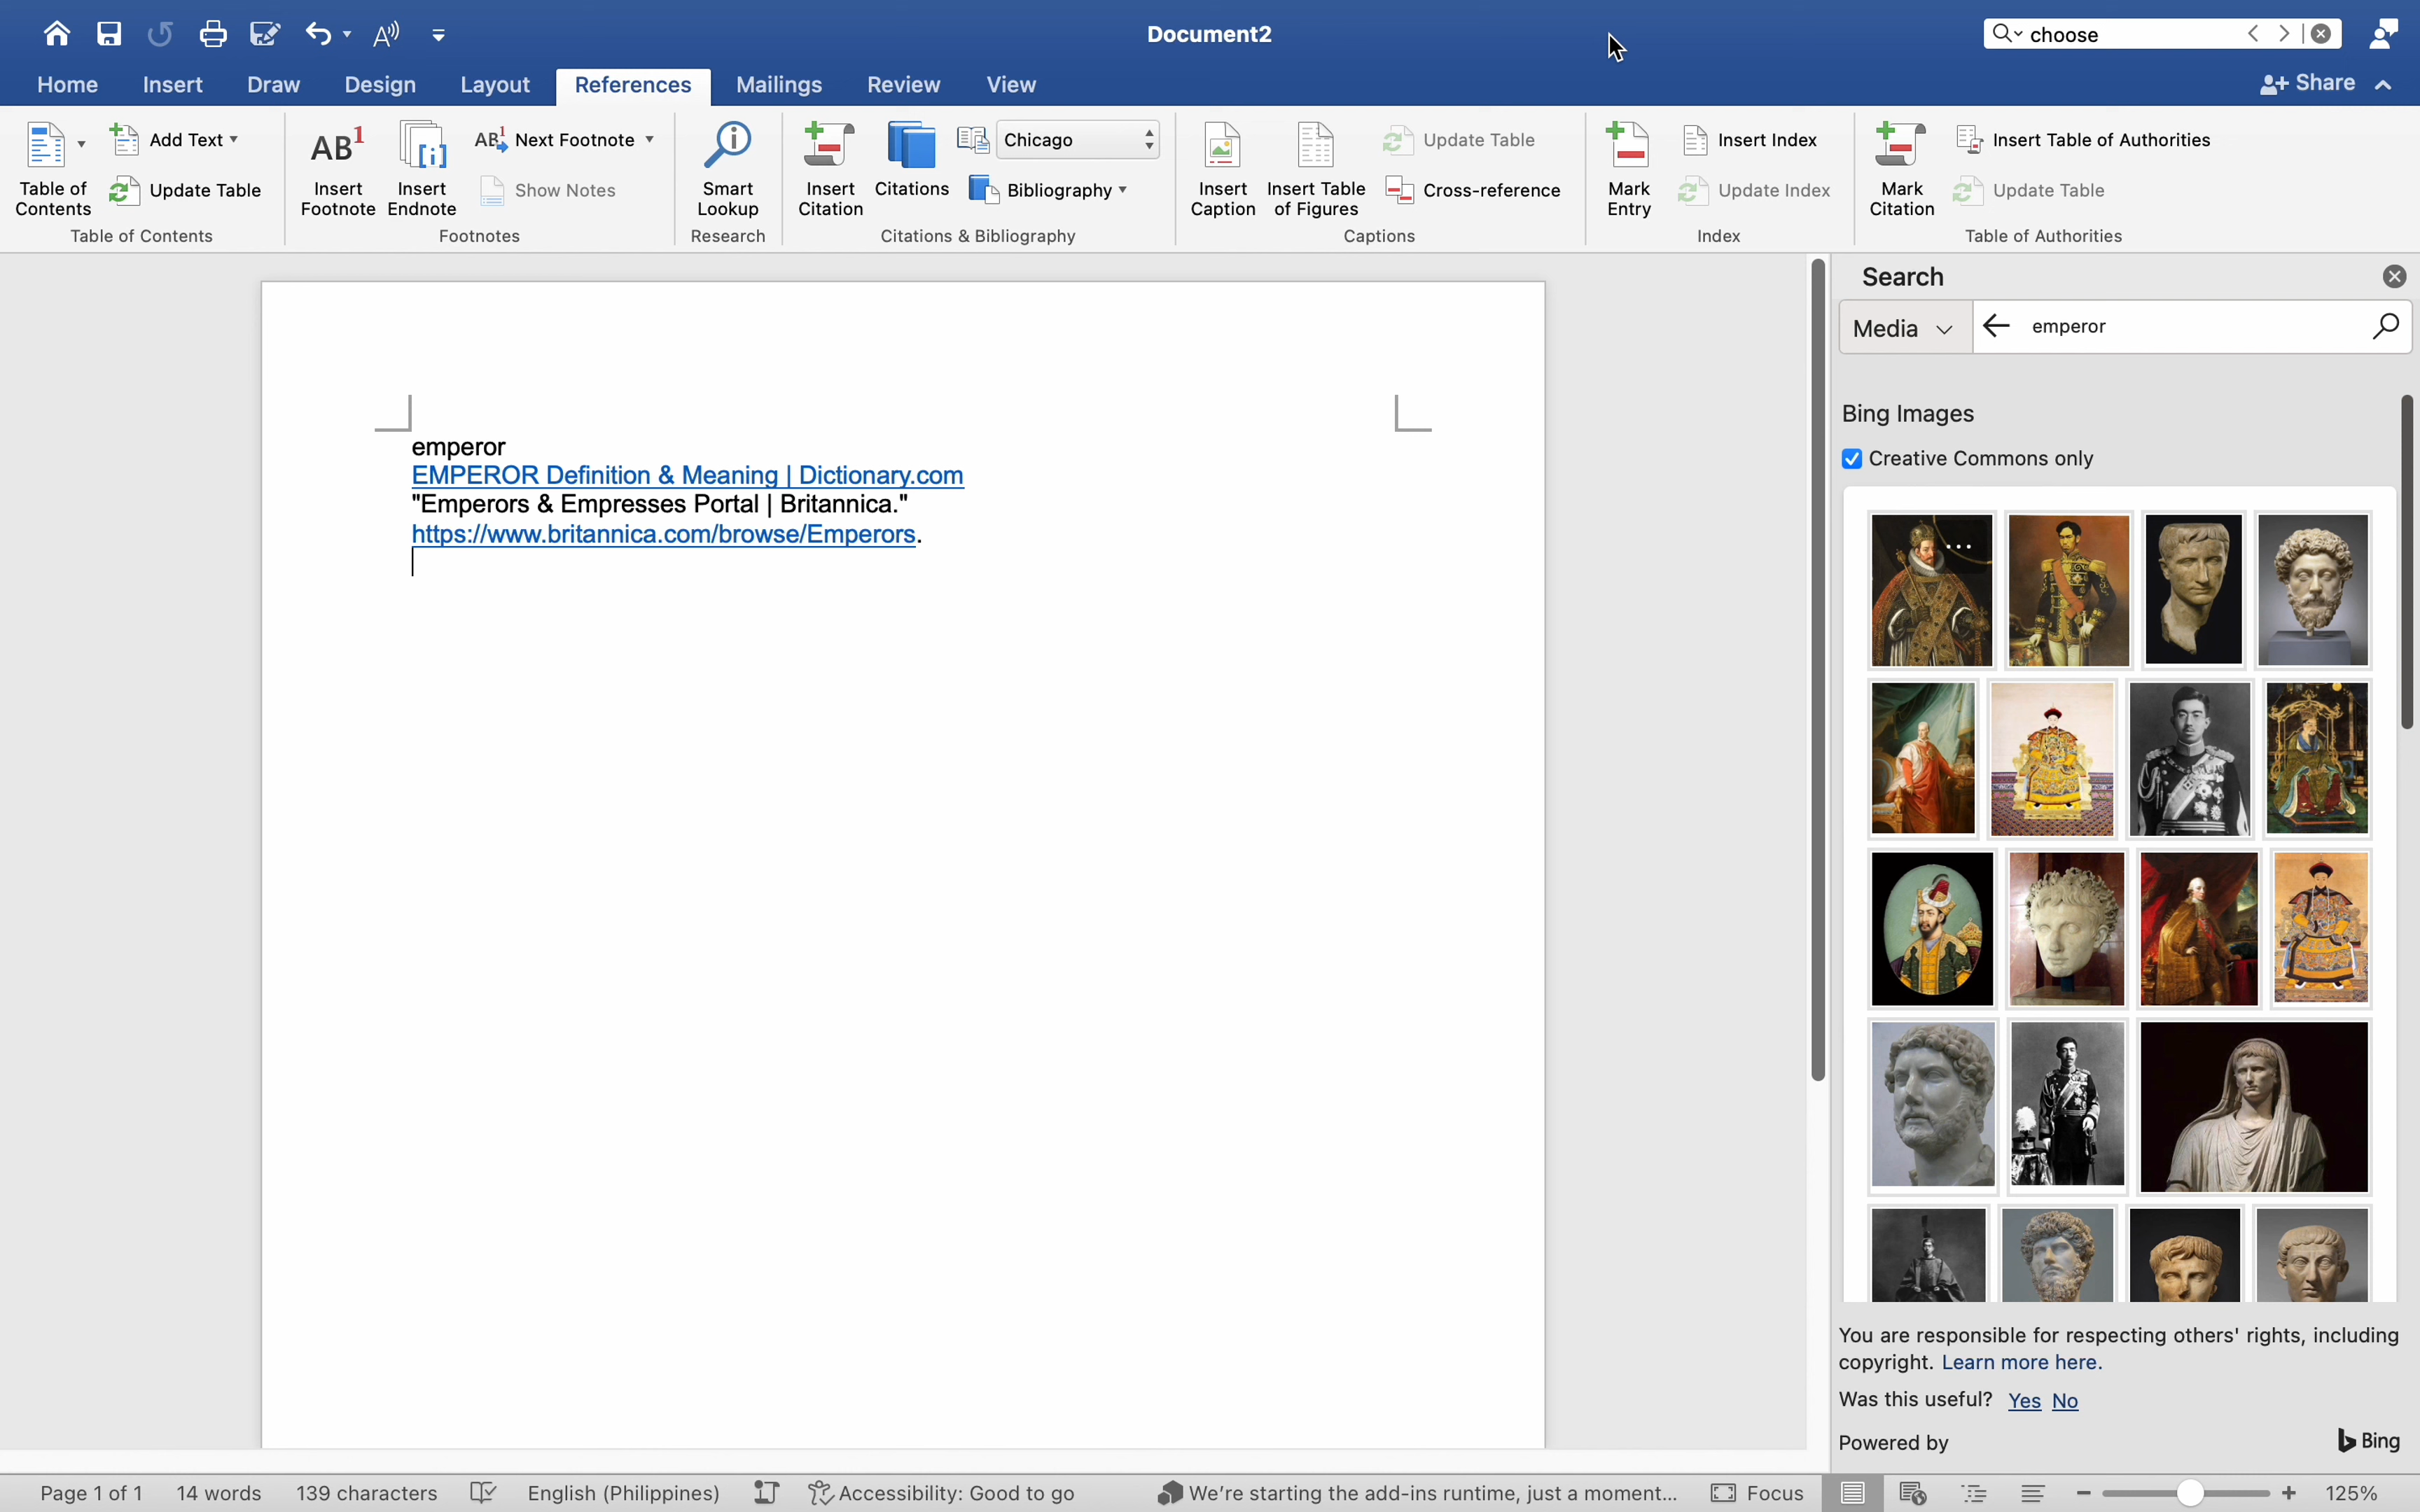 Document2
choose
Home Insert Draw Design Layout References Mailings Review View
Share
Table of
Contents
Add Text
Update Table
Table of Contents
AB1
Insert
Footnote
Insert
Endnote
AB1 Next Footnote
Show Notes
Footnotes
Smart
Lookup
Research
Insert
Citation
Citations
Chicago
Bibliography
Citations & Bibliography
Insert
Caption
Insert Table
of Figures
Update Table
Cross-reference
Captions
Mark
Entry
Insert Index
Update Index
Index
Mark
Citation
Insert Table of Authorities
Update Table
Table of Authorities
emperor
EMPEROR Definition & Meaning | Dictionary.com
"Emperors & Empresses Portal | Britannica."
https://www.britannica.com/browse/Emperors.
Search
Media
emperor
Bing Images
Creative Commons only
You are responsible for respecting others' rights, including
copyright. Learn more here.
Was this useful? Yes No
Powered by
Bing
Page 1 of 1 14 words 139 characters English (Philippines) Accessibility: Good to go We're starting the add-ins runtime, just a moment... Focus 125%